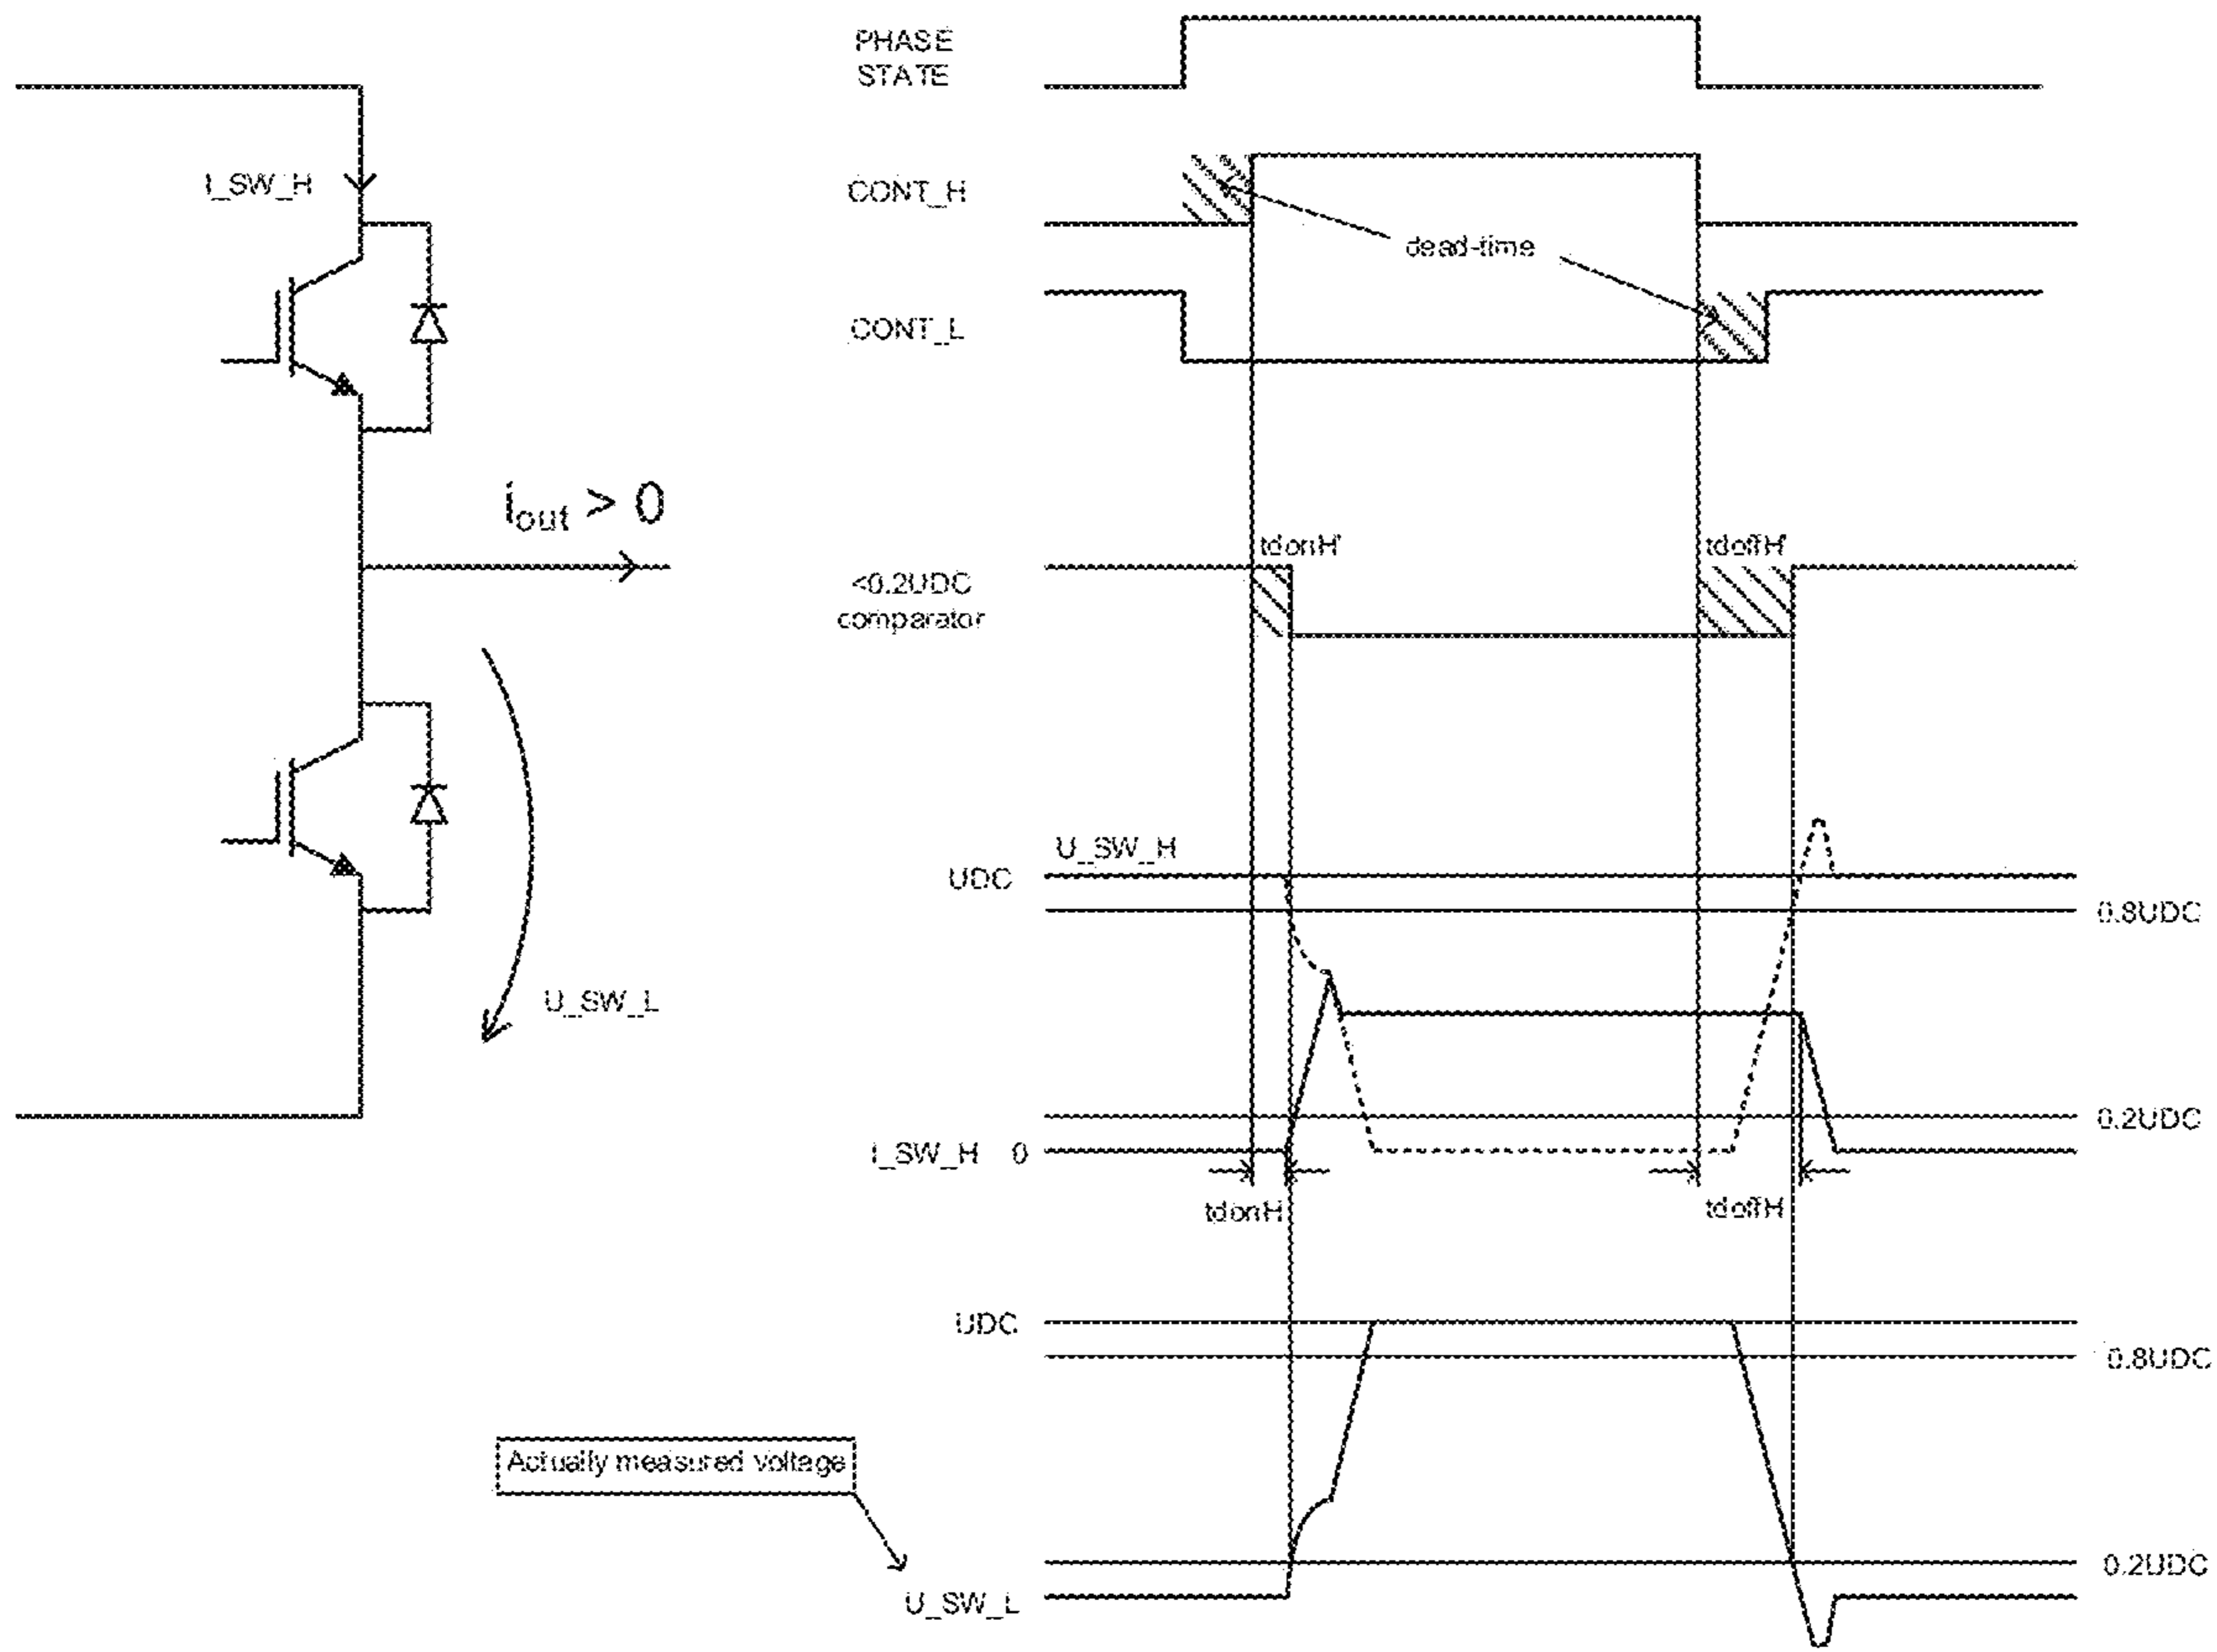 PHASE
STATE
I_SW_H
CONT_H
dead-time
CONT_L
iout > 0
tdonH'
tdoffH'
<0.2UDC
comparator
U_SW_H
UDC
0.8UDC
U_SW_L
0.2UDC
I_SW_H 0
tdonH
tdoffH
UDC
0.8UDC
Actually measured voltage
0.2UDC
U_SW_L